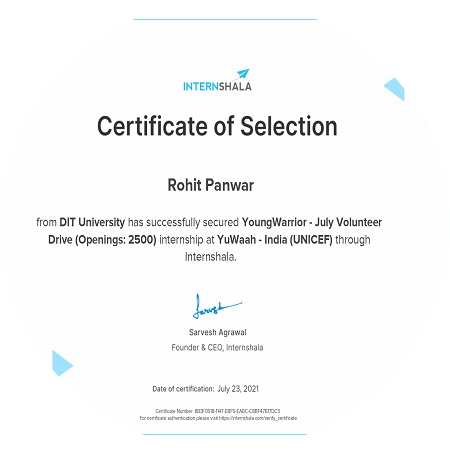 INTERNSHALA
Certificate of Selection
Rohit Panwar
from DIT University has successfully secured YoungWarrior - July Volunteer
Drive (Openings: 2500) internship at YuWaah - India (UNICEF) through
Internshala.
Sarvesh
Sarvesh Agrawal
Founder & CEO, Internshala
Date of certification: July 23, 2021
Certificate Number
For certificate authentication please visit https://internshala.com/verify_certificate